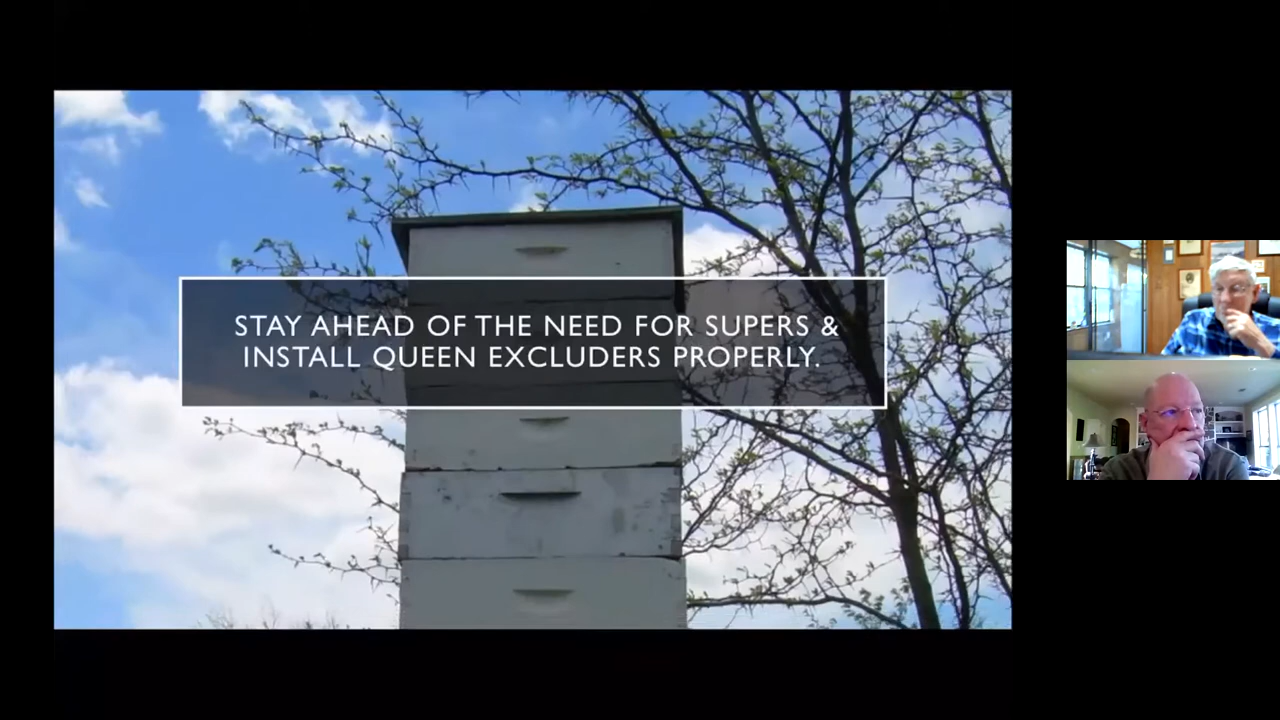 STAY AHEAD OF THE NEED FOR SUPERS &
INSTALL QUEEN EXCLUDERS PROPERLY.